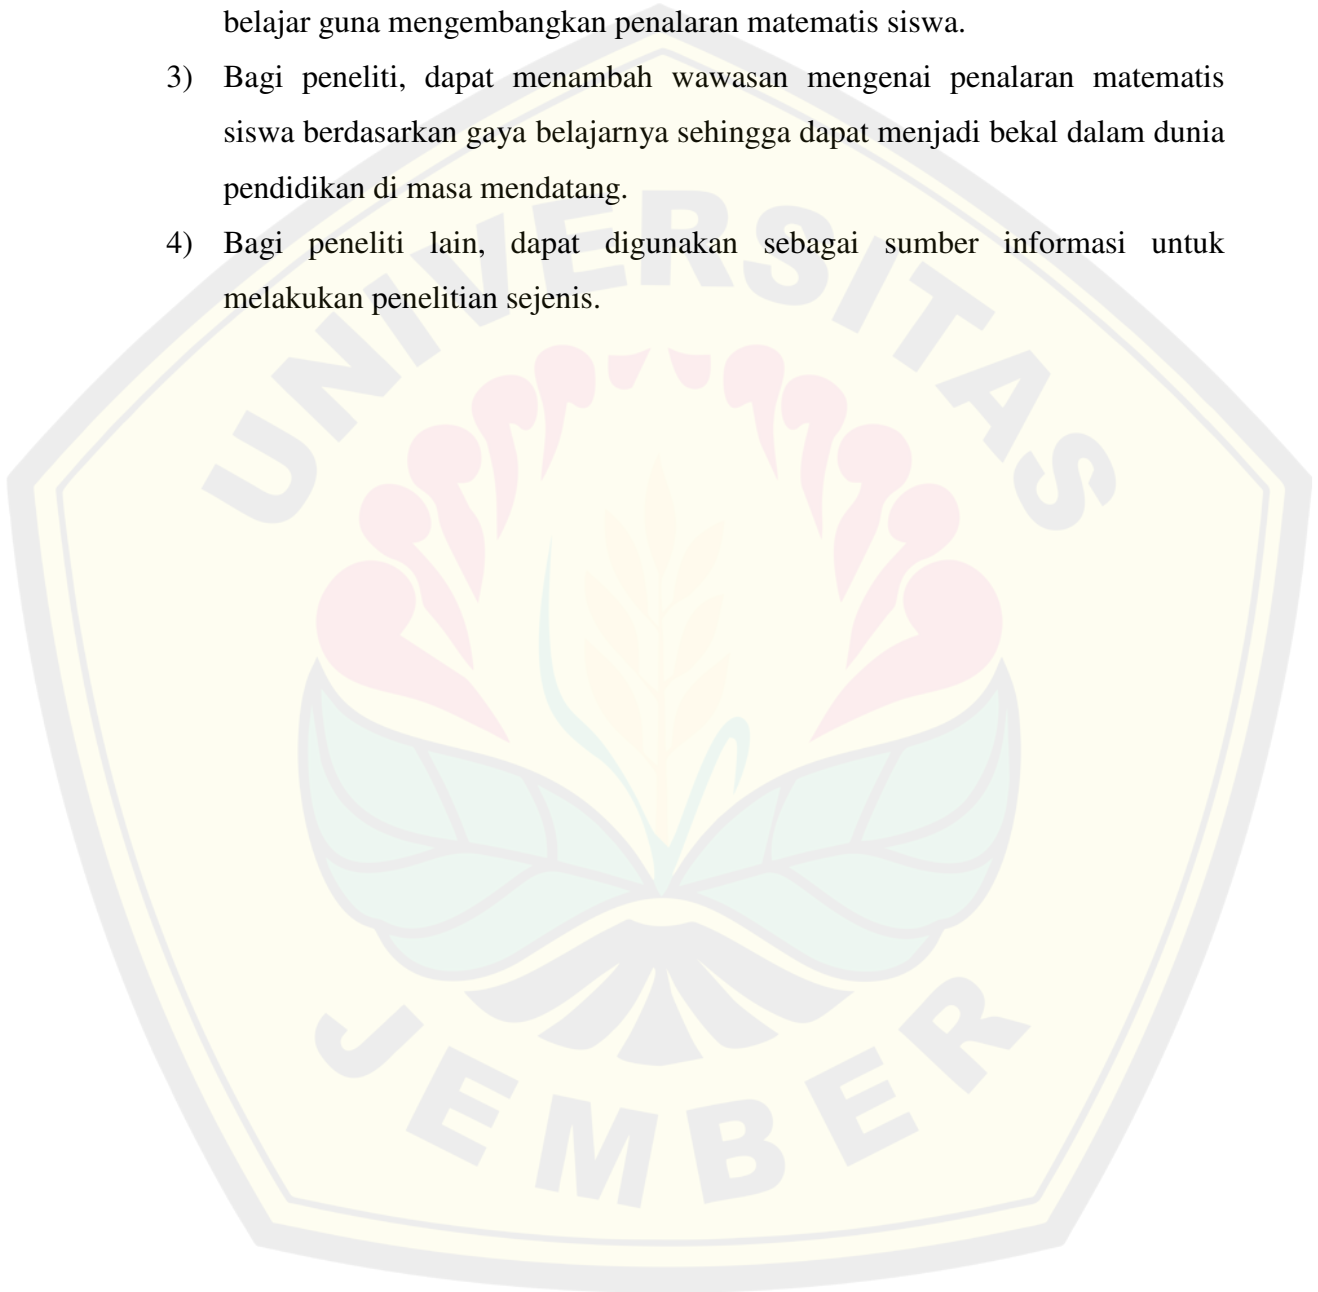 belajar guna mengembangkan penalaran matematis siswa.
3) Bagi peneliti, dapat menambah wawasan mengenai penalaran matematis
siswa berdasarkan gaya belajarnya sehingga dapat menjadi bekal dalam dunia
pendidikan di masa mendatang.
4) Bagi peneliti lain, dapat digunakan sebagai sumber informasi untuk
melakukan penelitian sejenis.
UNIVERSITAS
JEMBER